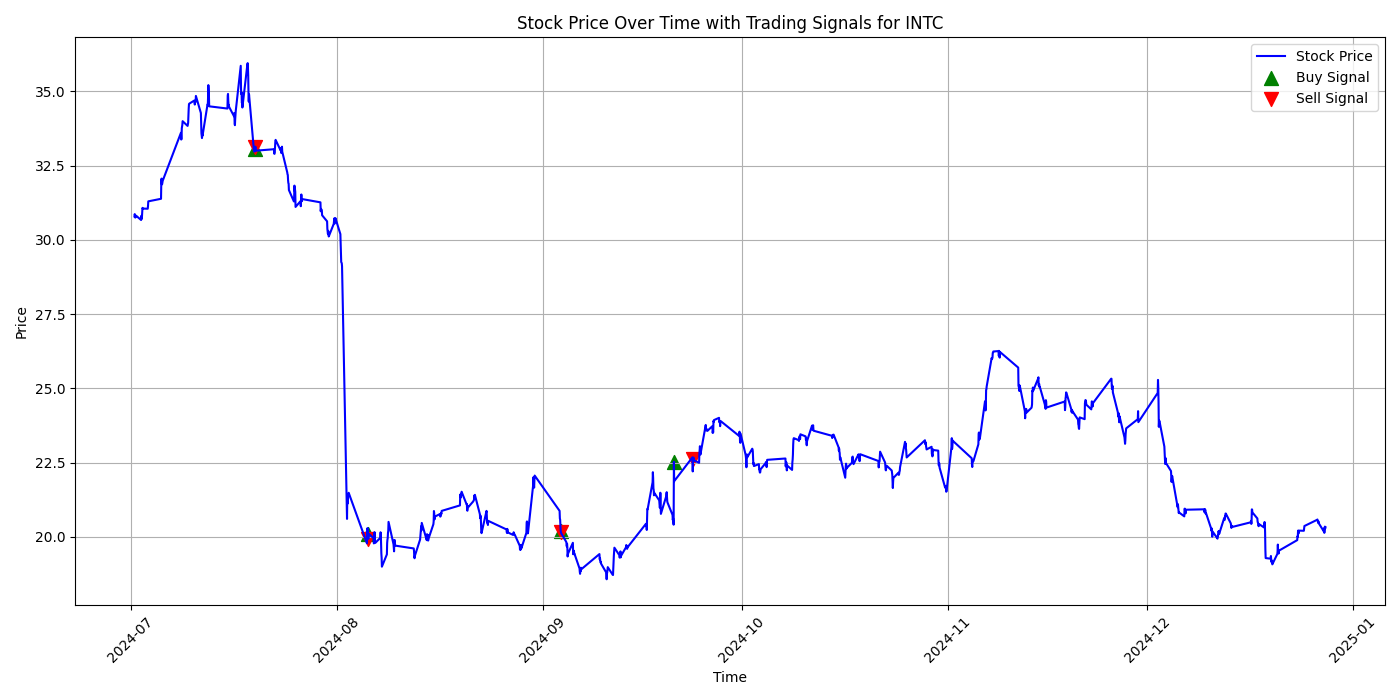 Stock Price Over Time with Trading Signals for INTC
Stock Price
Buy Signal
Sell Signal
35.0
32.5
30.0
27.5
25.0
22.5
20.0
Price
2024-07
2024-08
2024-09
2024-10
2024-11
2024-12
2025-01
Time